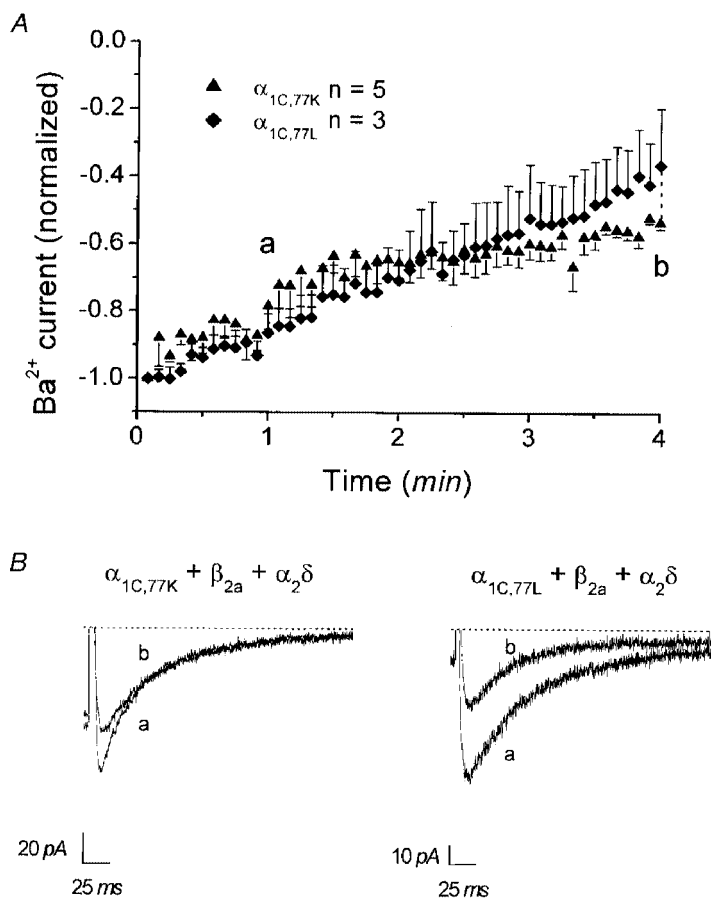 A
Ba²⁺ current (normalized)
0.0
-0.2
-0.4
-0.6
-0.8
-1.0
α1C,77K n = 5
α1C,77L n = 3
a
b
0
1
2
3
4
Time (min)
B
α1C,77K + β2a + α2δ
b
a
20 pA
25 ms
α1C,77L + β2a + α2δ
b
a
10 pA
25 ms